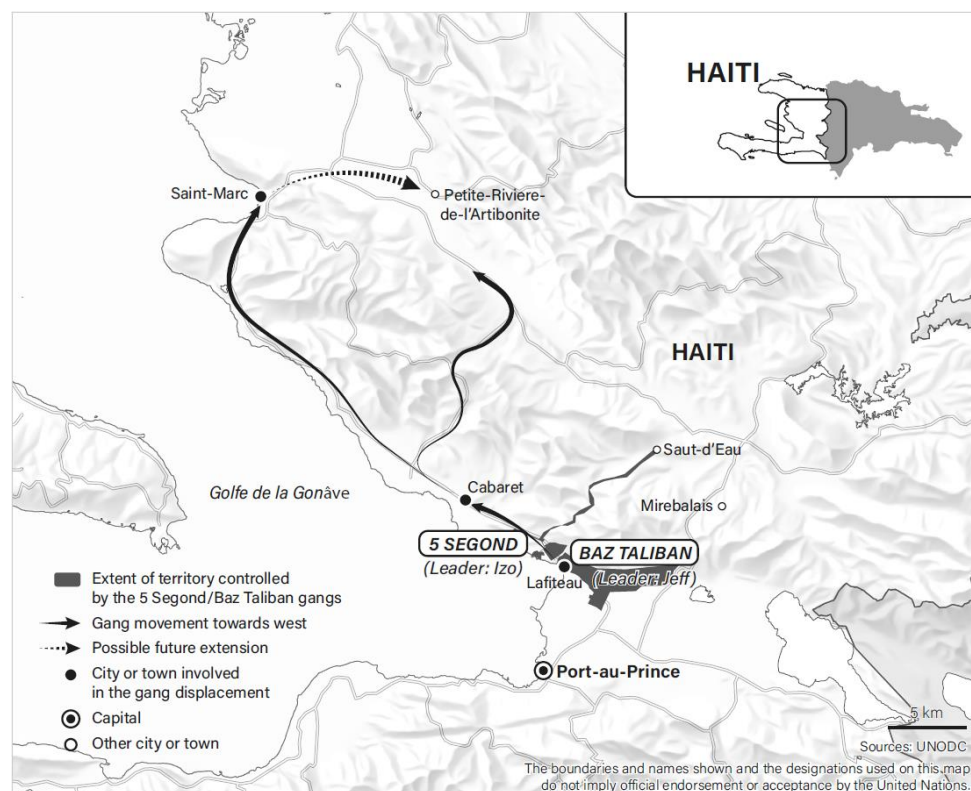 HAITI
Saint-Marc
Petite-Riviere-
de-l'Artibonite
HAITI
Saut-d'Eau
Mirebalais
Golfe de la Gonâve
Cabaret
5 SEGOND
(Leader: Izo)
BAZ TALIBAN
(Leader: Jeff)
Lafiteau
Port-au-Prince
Extent of territory controlled
by the 5 Segond/Baz Taliban gangs
Gang movement towards west
Possible future extension
City or town involved
in the gang displacement
Capital
Other city or town
5 km
Sources: UNODC
The boundaries and names shown and the designations used on this map
do not imply official endorsement or acceptance by the United Nations.